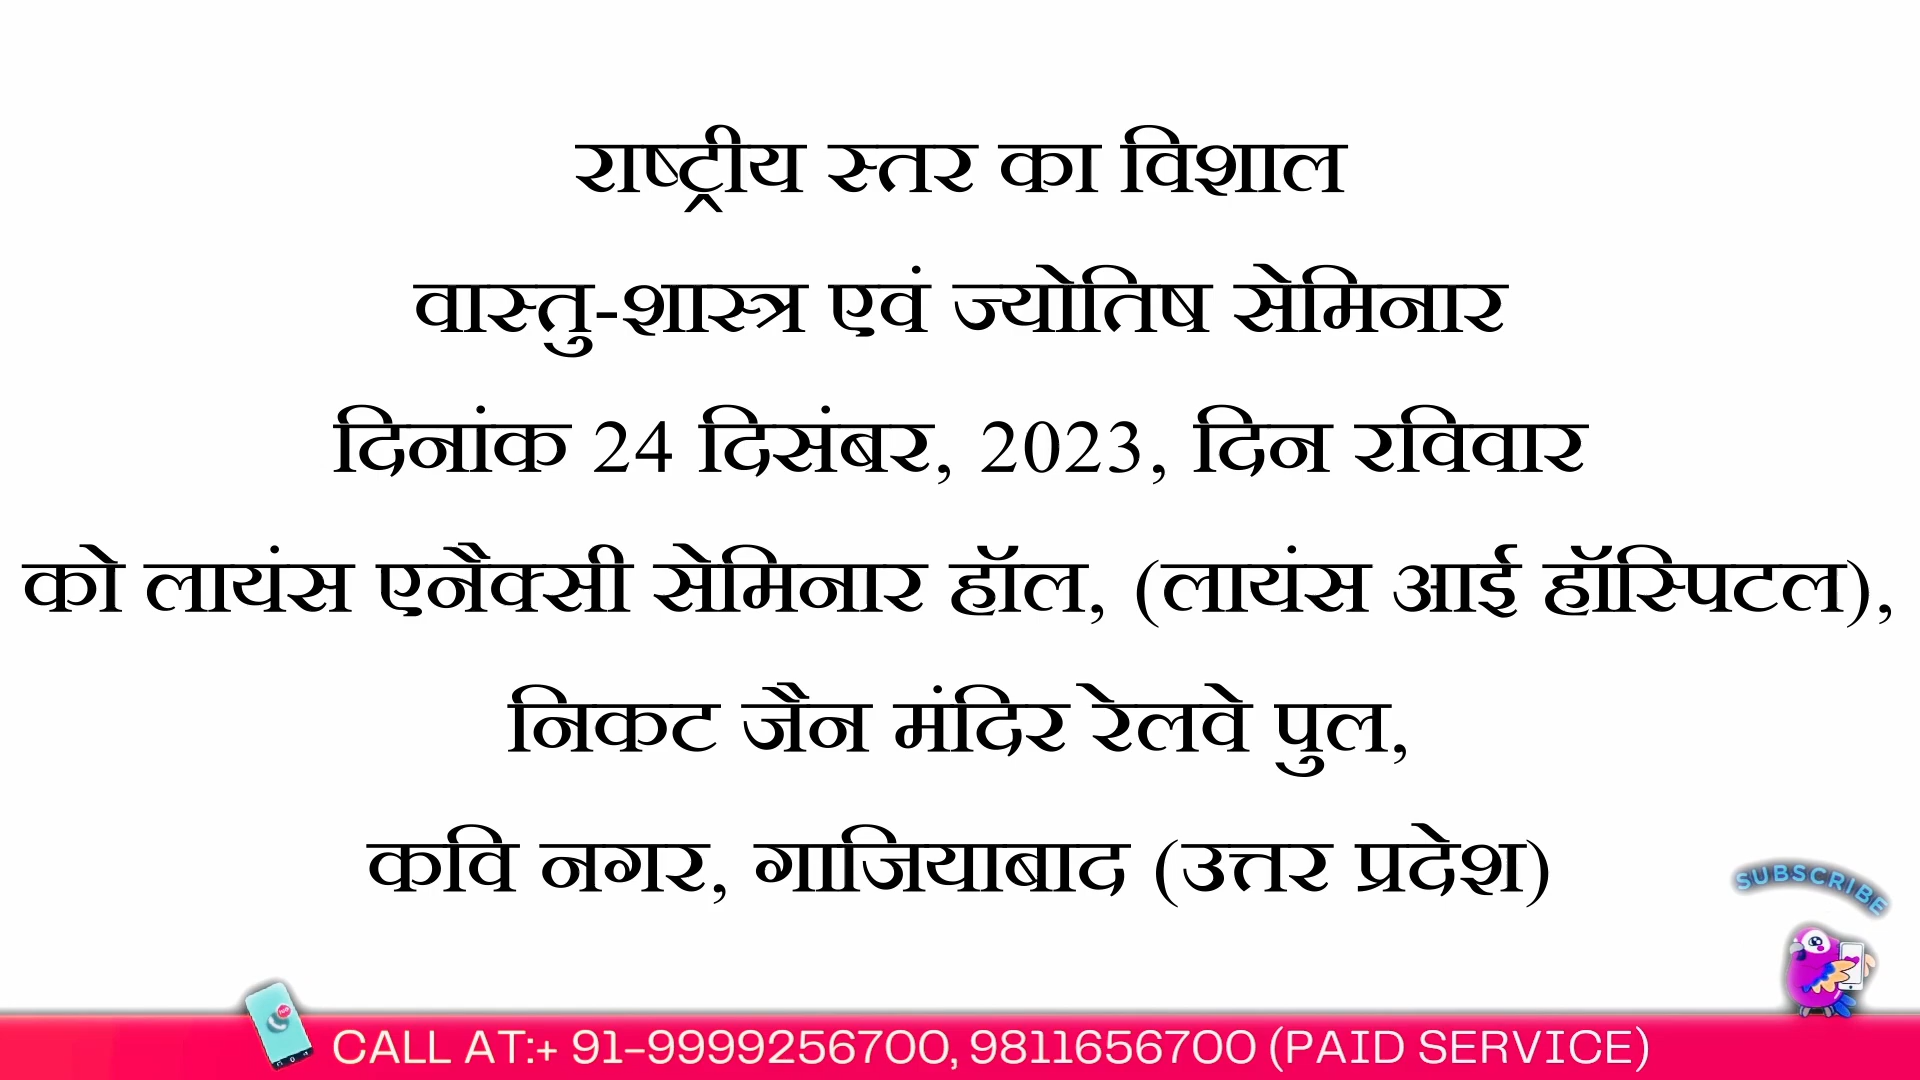 राष्ट्रीय स्तर का विशाल
वास्तु-शास्त्र एवं ज्योतिष सेमिनार
दिनांक 24 दिसंबर, 2023, दिन रविवार
को लायंस एनैक्सी सेमिनार हॉल, (लायंस आई हॉस्पिटल),
निकट जैन मंदिर रेलवे पुल,
कवि नगर, गाजियाबाद (उत्तर प्रदेश)
SUBSCRIBE
CALL AT:+ 91-9999256700, 9811656700 (PAID SERVICE)